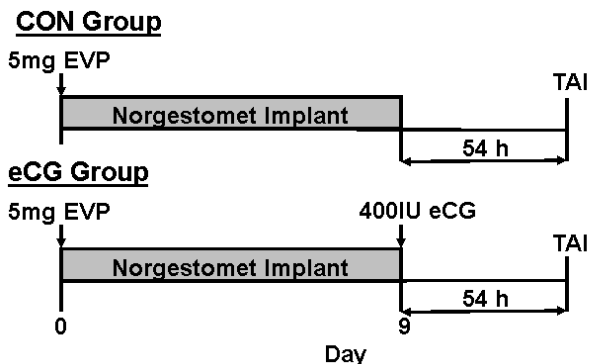 CON Group
5mg EVP
TAI
Norgestomet Implant
54 h
eCG Group
5mg EVP
400IU eCG
TAI
Norgestomet Implant
54 h
0
9
Day